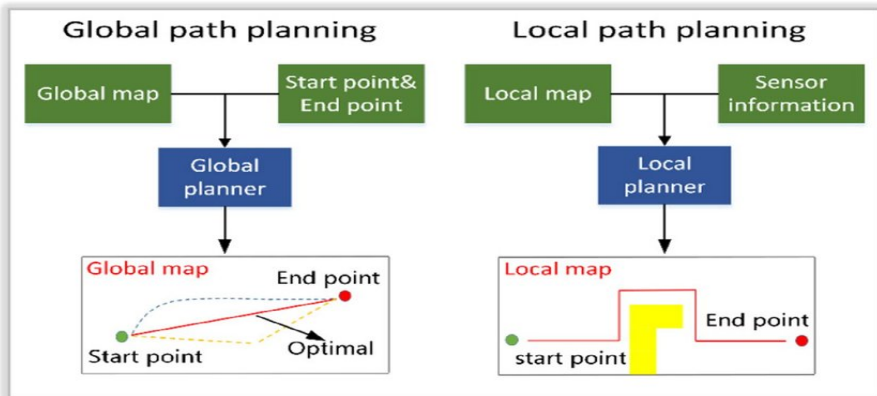 Global path planning
Global map
Start point&
End point
Global
planner
Global map
End point
Start point
Optimal
Local path planning
Local map
Sensor
information
Local
planner
Local map
End point
start point